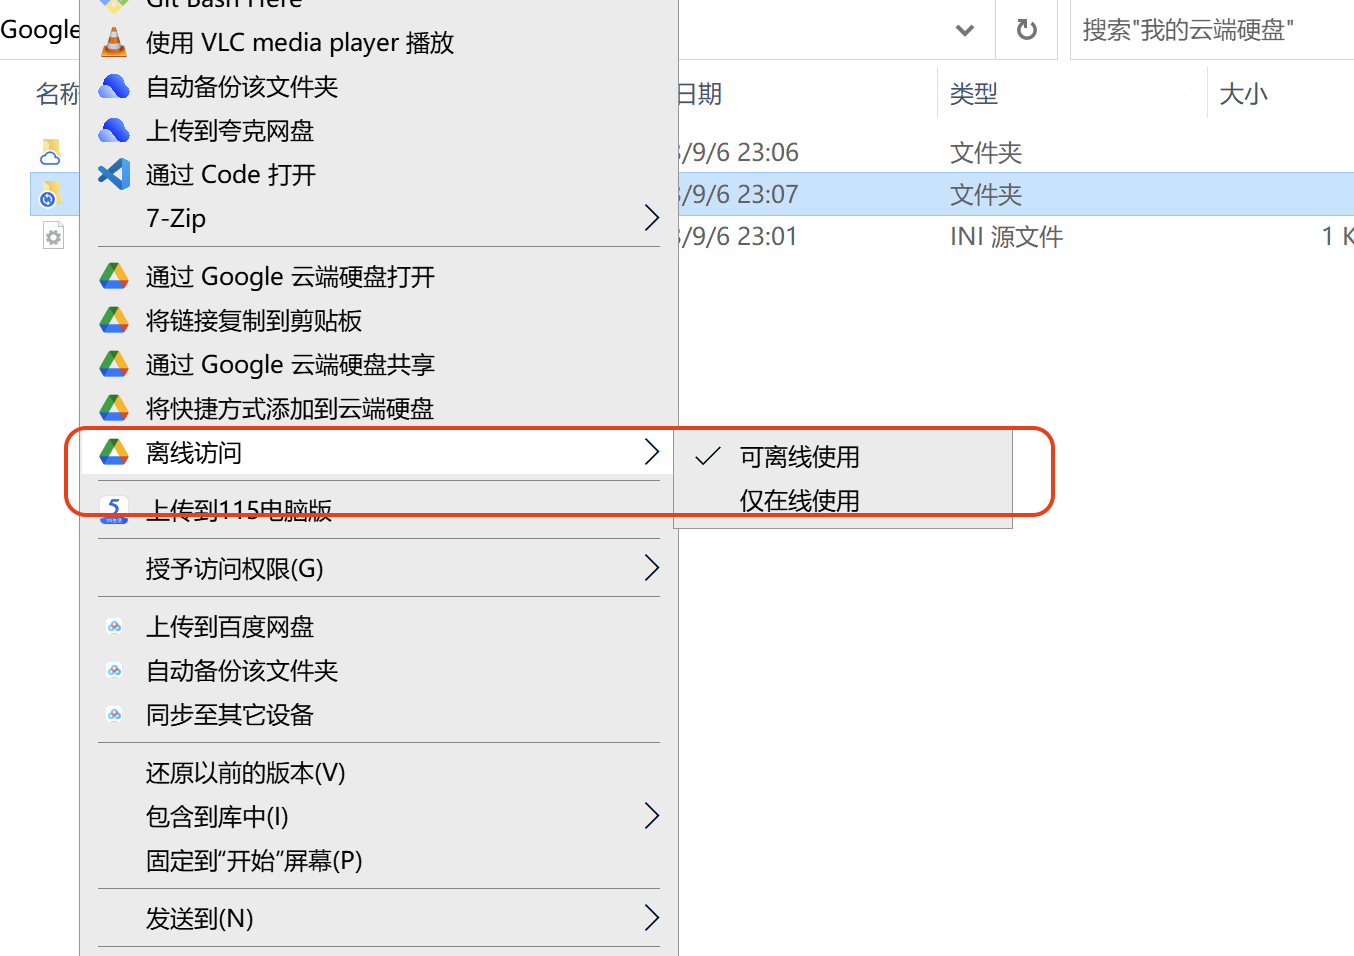 Git Bash Here
Google
搜索"我的云端硬盘"
使用 VLC media player 播放
名称
日期
类型
大小
自动备份该文件夹
上传到夸克网盘
/9/6 23:06
文件夹
通过 Code 打开
/9/6 23:07
文件夹
7-Zip
/9/6 23:01
INI 源文件
1 K
通过 Google 云端硬盘打开
将链接复制到剪贴板
通过 Google 云端硬盘共享
将快捷方式添加到云端硬盘
离线访问
可离线使用
仅在线使用
上传到115电脑版
授予访问权限(G)
上传到百度网盘
自动备份该文件夹
同步至其它设备
还原以前的版本(V)
包含到库中(I)
固定到“开始”屏幕(P)
发送到(N)